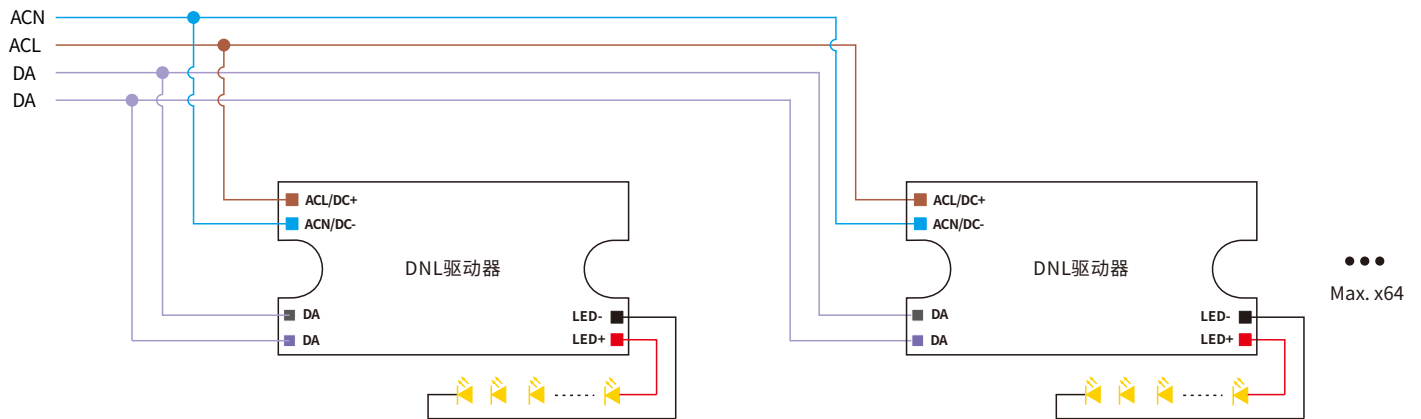 ACN
ACL
DA
DA
ACL/DC+
ACN/DC-
DNL驱动器
DA
DA
LED-
LED+
ACL/DC+
ACN/DC-
DNL驱动器
DA
DA
LED-
LED+
Max. x64